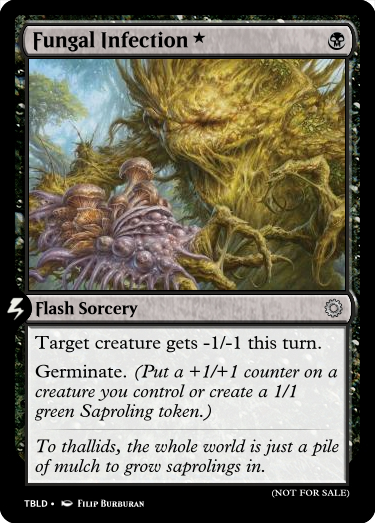 Fungal Infection ★
Flash Sorcery
Target creature gets -1/-1 this turn.
Germinate. (Put a +1/+1 counter on a
creature you control or create a 1/1
green Saproling token.)
To thallids, the whole world is just a pile
of mulch to grow saprolings in.
(NOT FOR SALE)
TBLD • Filip Burburan